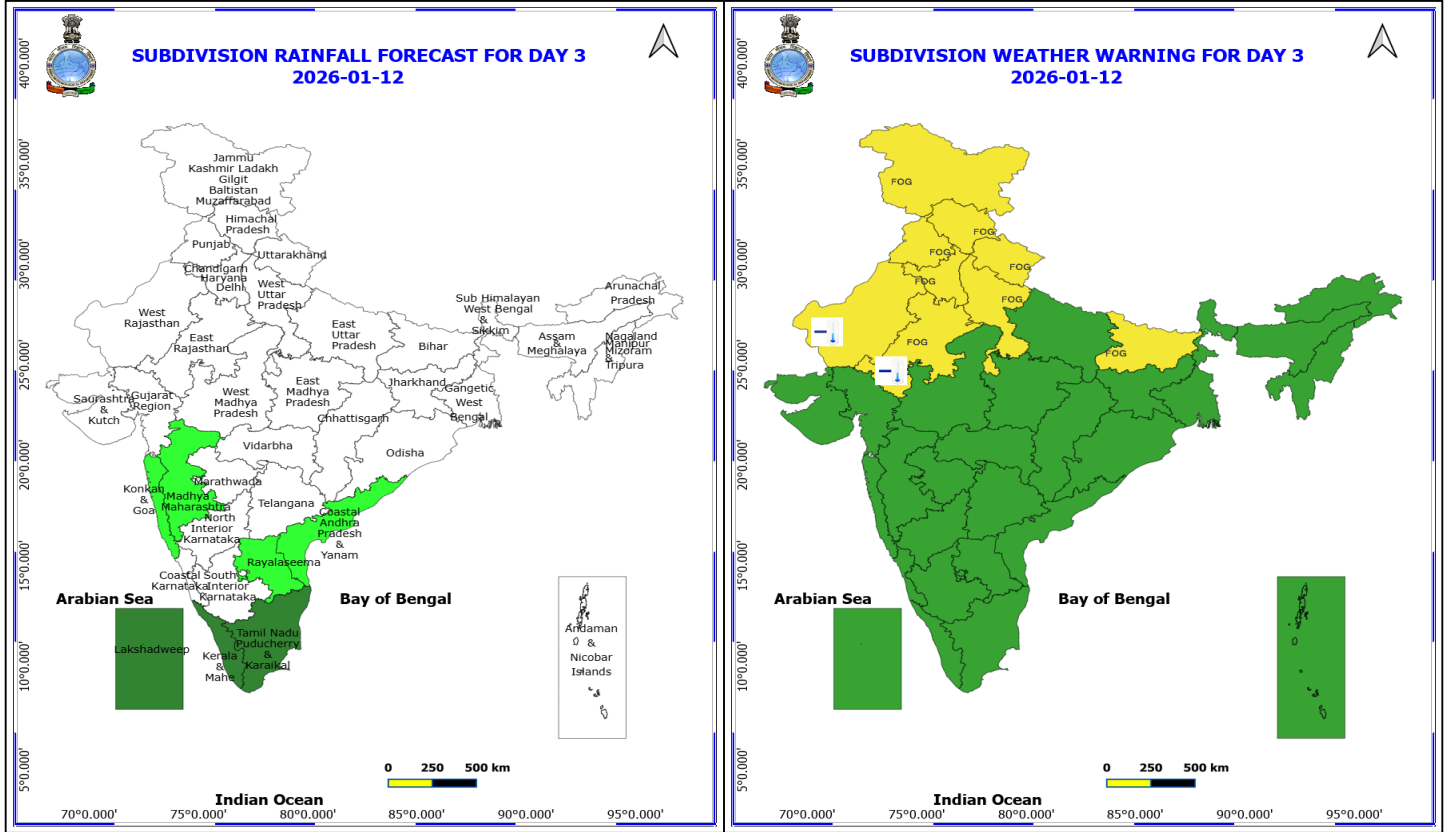 SUBDIVISION RAINFALL FORECAST FOR DAY 3
2026-01-12
40°0.000'
35°0.000'
30°0.000'
25°0.000'
20°0.000'
15°0.000'
10°0.000'
5°0.000'
Jammu
Kashmir Ladakh
Gilgit
Baltistan
Muzaffarabad
Himachal
Pradesh
Punjab
Uttarakhand
Chandigarh
Haryana
Delhi
West
Uttar
Pradesh
Arunachal
Pradesh
Sub Himalayan
West Bengal
&
Sikkim
West
Rajasthan
East
Rajasthan
East
Uttar
Pradesh
Bihar
Assam
&
Meghalaya
Nagaland
Manipur
Mizoram
&
Tripura
Saurashtra
&
Kutch
Gujarat
Region
West
Madhya
Pradesh
East
Madhya
Pradesh
Jharkhand
Gangetic
West
Bengal
Chhattisgarh
Vidarbha
Odisha
Konkan
&
Goa
Madhya
Maharashtra
Marathwada
Telangana
North
Interior
Karnataka
Coastal
Andhra
Pradesh
&
Yanam
Rayalaseema
Coastal
Karnataka
South
Interior
Karnataka
Arabian Sea
Bay of Bengal
Lakshadweep
Kerala
&
Mahe
Tamil Nadu
Puducherry
&
Karaikal
Andaman
&
Nicobar
Islands
0 250 500 km
Indian Ocean
70°0.000' 75°0.000' 80°0.000' 85°0.000' 90°0.000' 95°0.000'
SUBDIVISION WEATHER WARNING FOR DAY 3
2026-01-12
40°0.000'
35°0.000'
30°0.000'
25°0.000'
20°0.000'
15°0.000'
10°0.000'
5°0.000'
FOG
FOG
FOG
FOG
FOG
FOG
FOG
FOG
Arabian Sea
Bay of Bengal
0 250 500 km
Indian Ocean
70°0.000' 75°0.000' 80°0.000' 85°0.000' 90°0.000' 95°0.000'